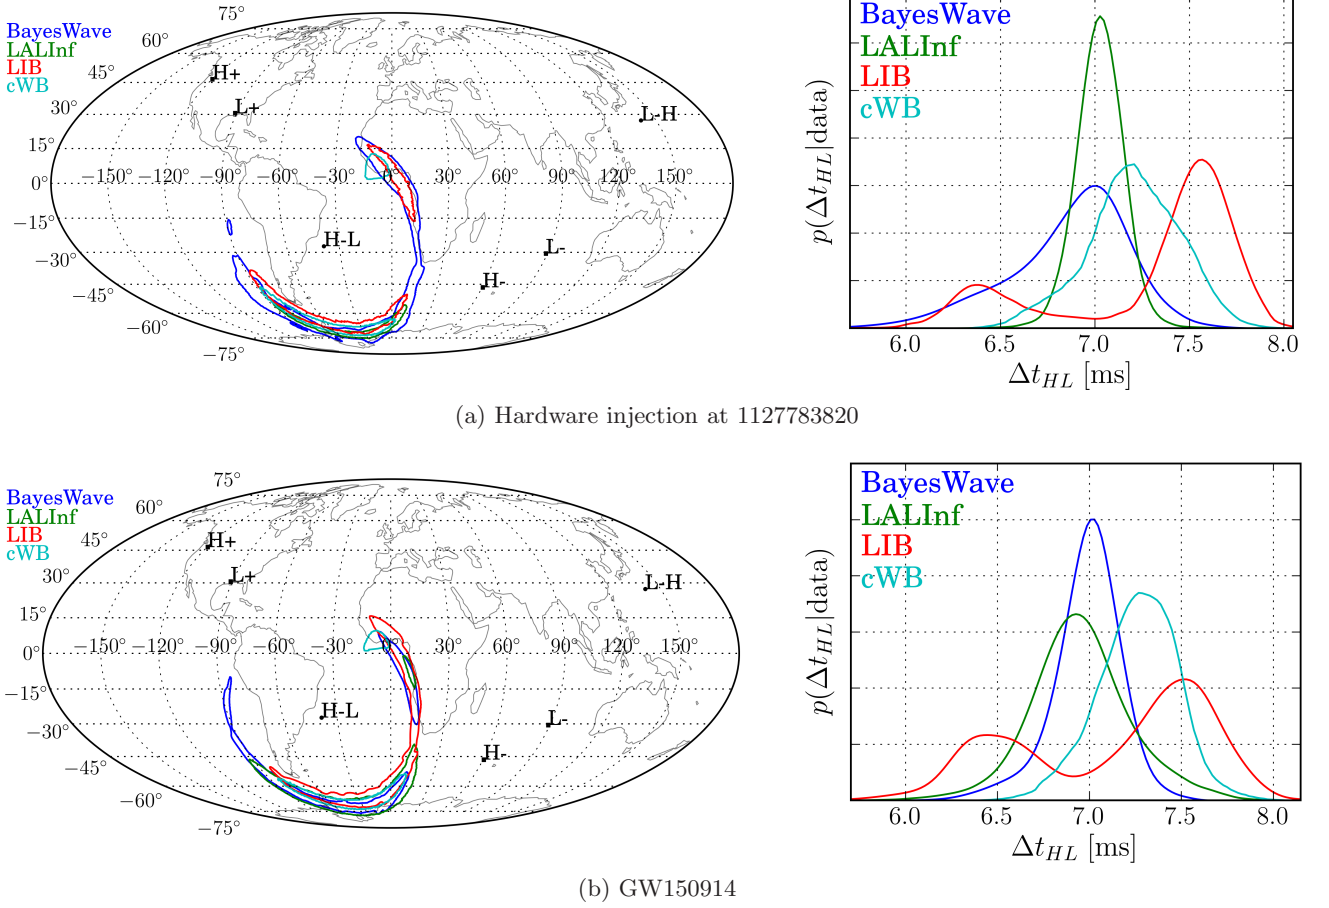 BayesWave
LALInf
LIB
cWB
75°
60°
45°
30°
15°
0°
−15°
−30°
−45°
−60°
−75°
−150° −120° −90° −60° −30° 0° 30° 60° 90° 120° 150°
H+
L+
L-H
H-L
L-
H-
BayesWave
LALInf
LIB
cWB
p(Δt_HL|data)
6.0 6.5 7.0 7.5 8.0
Δt_HL [ms]
(a) Hardware injection at 1127783820
BayesWave
LALInf
LIB
cWB
75°
60°
45°
30°
15°
0°
−15°
−30°
−45°
−60°
−75°
−150° −120° −90° −60° −30° 0° 30° 60° 90° 120° 150°
H+
L+
L-H
H-L
L-
H-
BayesWave
LALInf
LIB
cWB
p(Δt_HL|data)
6.0 6.5 7.0 7.5 8.0
Δt_HL [ms]
(b) GW150914